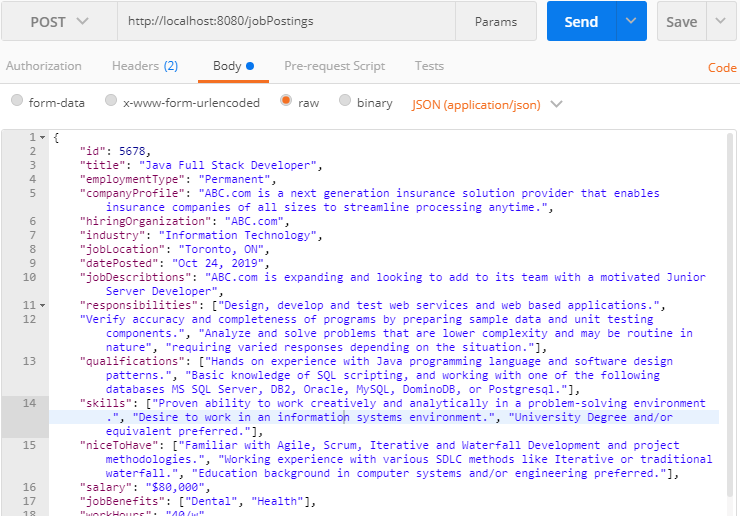 POST http://localhost:8080/jobPostings Params Send Save
Authorization Headers (2) Body Pre-request Script Tests Code
form-data x-www-form-urlencoded raw binary JSON (application/json)
1 {
2 "id": 5678,
3 "title": "Java Full Stack Developer",
4 "employmentType": "Permanent",
5 "companyProfile": "ABC.com is a next generation insurance solution provider that enables
insurance companies of all sizes to streamline processing anytime.",
6 "hiringOrganization": "ABC.com",
7 "industry": "Information Technology",
8 "jobLocation": "Toronto, ON",
9 "datePosted": "Oct 24, 2019",
10 "jobDescribtions": "ABC.com is expanding and looking to add to its team with a motivated Junior
Server Developer",
11 "responsibilities": ["Design, develop and test web services and web based applications.",
12 "Verify accuracy and completeness of programs by preparing sample data and unit testing
components.", "Analyze and solve problems that are lower complexity and may be routine in
nature", "requiring varied responses depending on the situation."],
13 "qualifications": ["Hands on experience with Java programming language and software design
patterns.", "Basic knowledge of SQL scripting, and working with one of the following
databases MS SQL Server, DB2, Oracle, MySQL, DominoDB, or Postgresql."],
14 "skills": ["Proven ability to work creatively and analytically in a problem-solving environment
.", "Desire to work in an information systems environment.", "University Degree and/or
equivalent preferred."],
15 "niceToHave": ["Familiar with Agile, Scrum, Iterative and Waterfall Development and project
methodologies.", "Working experience with various SDLC methods like Iterative or traditional
waterfall.", "Education background in computer systems and/or engineering preferred."],
16 "salary": "$80,000",
17 "jobBenefits": ["Dental", "Health"],
18 "workHours": "40/w"